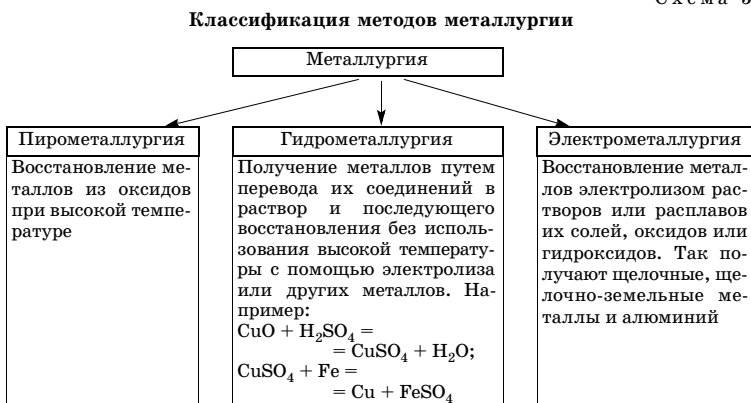 Схема 3
Классификация методов металлургии
Металлургия
Пирометаллургия
Восстановление ме-
таллов из оксидов
при высокой темпе-
ратуре
Гидрометаллургия
Получение металлов путем
перевода их соединений в
раствор и последующего
восстановления без исполь-
зования высокой температу-
ры с помощью электролиза
или других металлов. На-
пример:
CuO + H₂SO₄ =
= CuSO₄ + H₂O;
CuSO₄ + Fe =
= Cu + FeSO₄
Электрометаллургия
Восстановление метал-
лов электролизом рас-
творов или расплавов
их солей, оксидов или
гидроксидов. Так по-
лучают щелочные, ще-
лочно-земельные ме-
таллы и алюминий